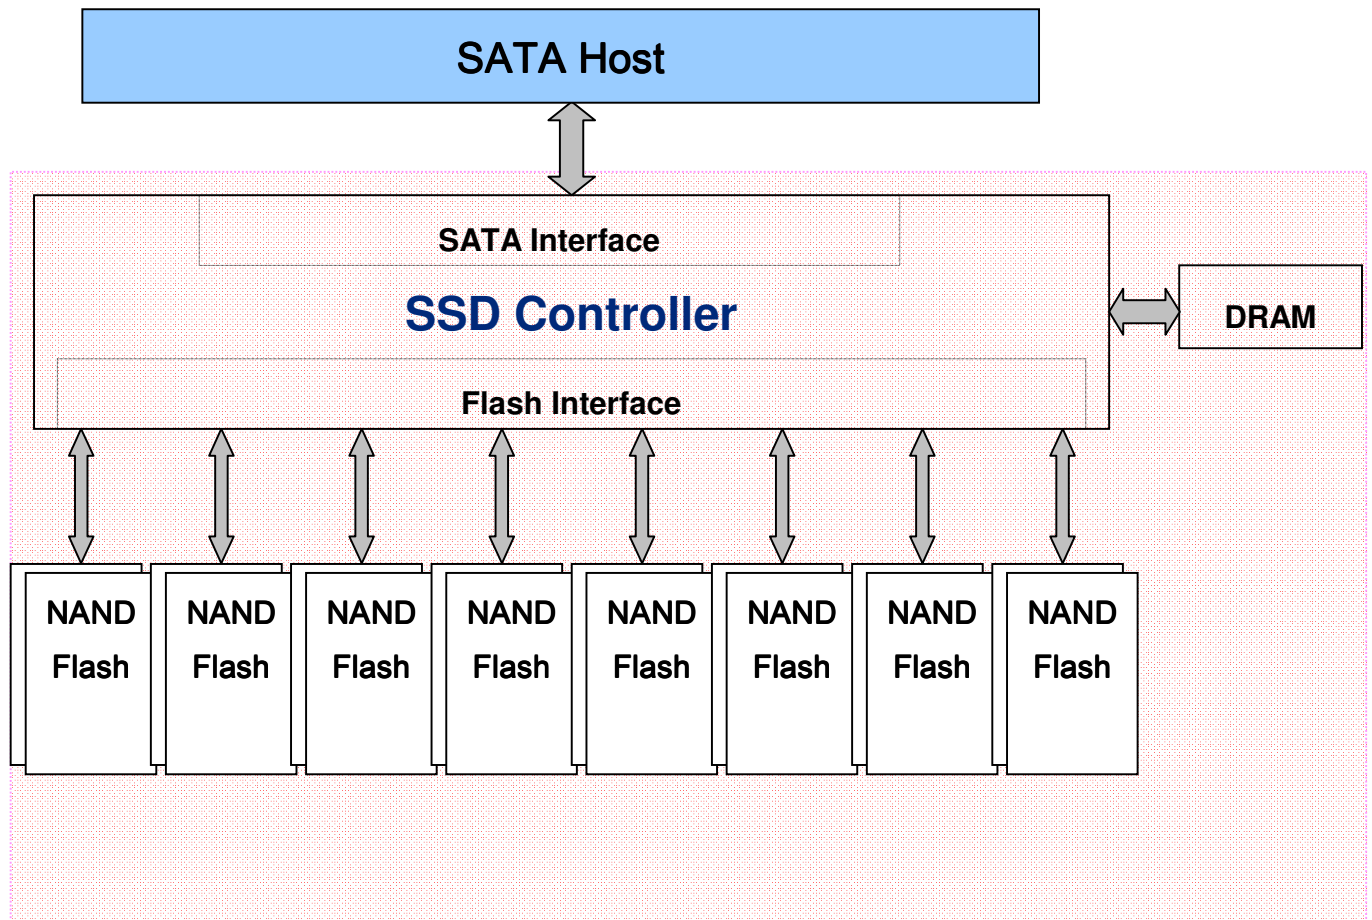 SATA Host
SATA Interface
SSD Controller
DRAM
Flash Interface
NAND
Flash
NAND
Flash
NAND
Flash
NAND
Flash
NAND
Flash
NAND
Flash
NAND
Flash
NAND
Flash